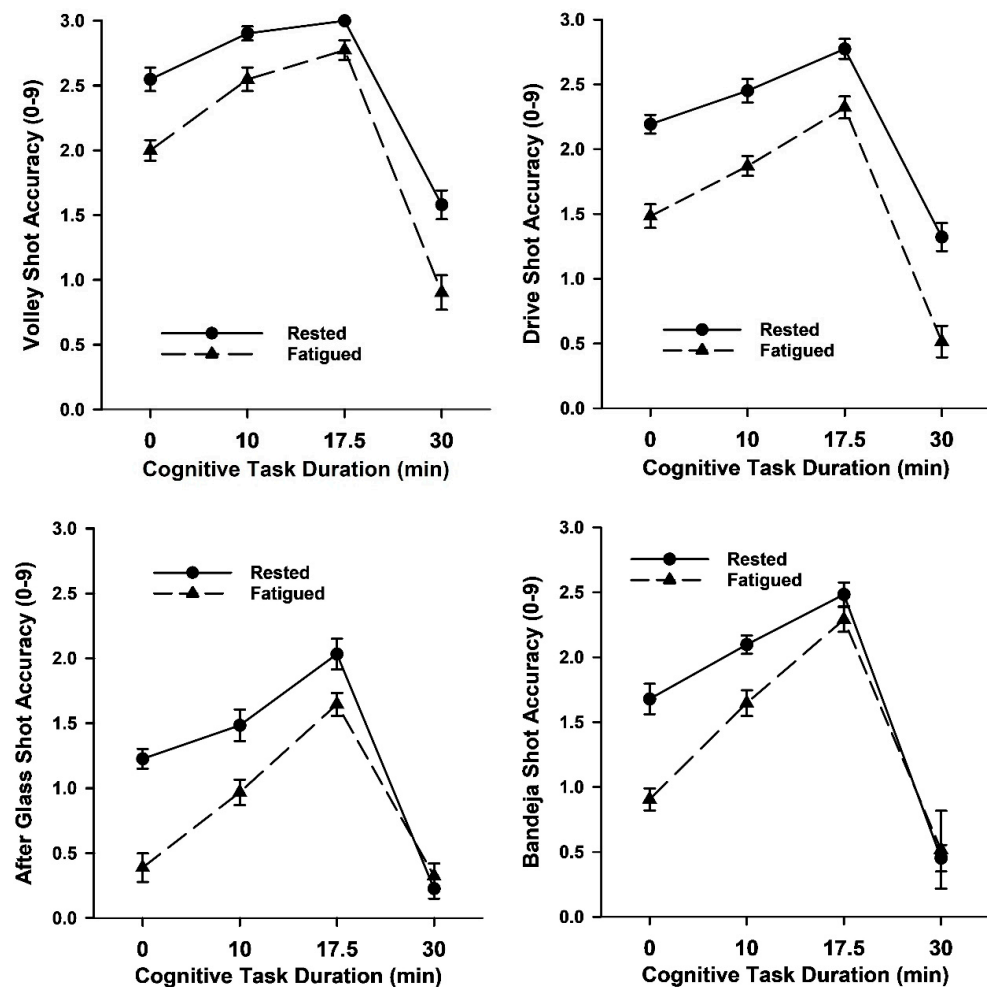 Volley Shot Accuracy (0-9)
3.0
2.5
2.0
1.5
1.0
0.5
0.0
Rested
Fatigued
0 10 17.5 30
Cognitive Task Duration (min)
Drive Shot Accuracy (0-9)
3.0
2.5
2.0
1.5
1.0
0.5
0.0
Rested
Fatigued
0 10 17.5 30
Cognitive Task Duration (min)
After Glass Shot Accuracy (0-9)
3.0
2.5
2.0
1.5
1.0
0.5
0.0
Rested
Fatigued
0 10 17.5 30
Cognitive Task Duration (min)
Bandeja Shot Accuracy (0-9)
3.0
2.5
2.0
1.5
1.0
0.5
0.0
Rested
Fatigued
0 10 17.5 30
Cognitive Task Duration (min)